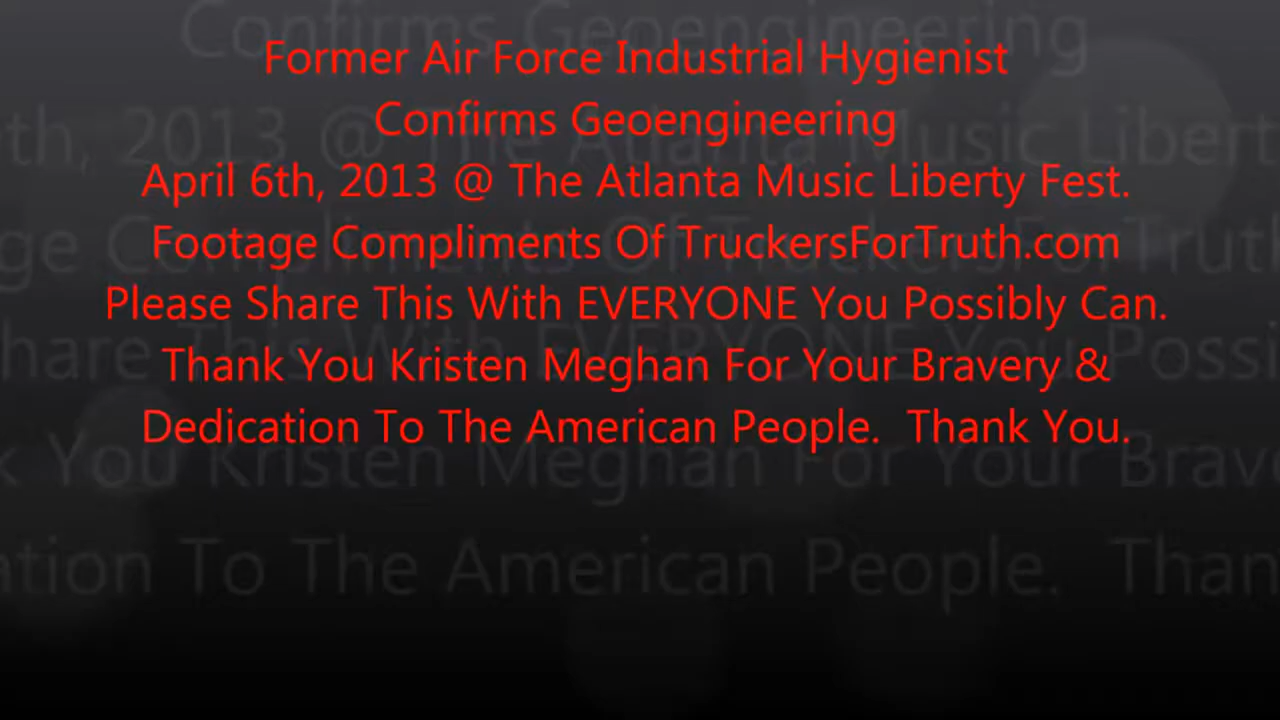 Former Air Force Industrial Hygienist
Confirms Geoengineering
April 6th, 2013 @ The Atlanta Music Liberty Fest.
Footage Compliments Of TruckersForTruth.com
Please Share This With EVERYONE You Possibly Can.
Thank You Kristen Meghan For Your Bravery &
Dedication To The American People.  Thank You.